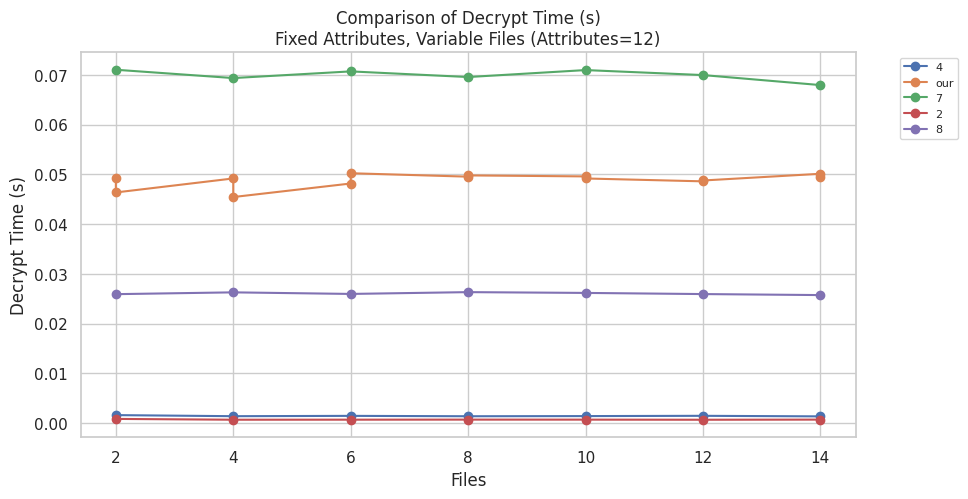 Comparison of Decrypt Time (s)
Fixed Attributes, Variable Files (Attributes=12)
Decrypt Time (s)
0.07
0.06
0.05
0.04
0.03
0.02
0.01
0.00
2 4 6 8 10 12 14
Files
4
our
7
2
8